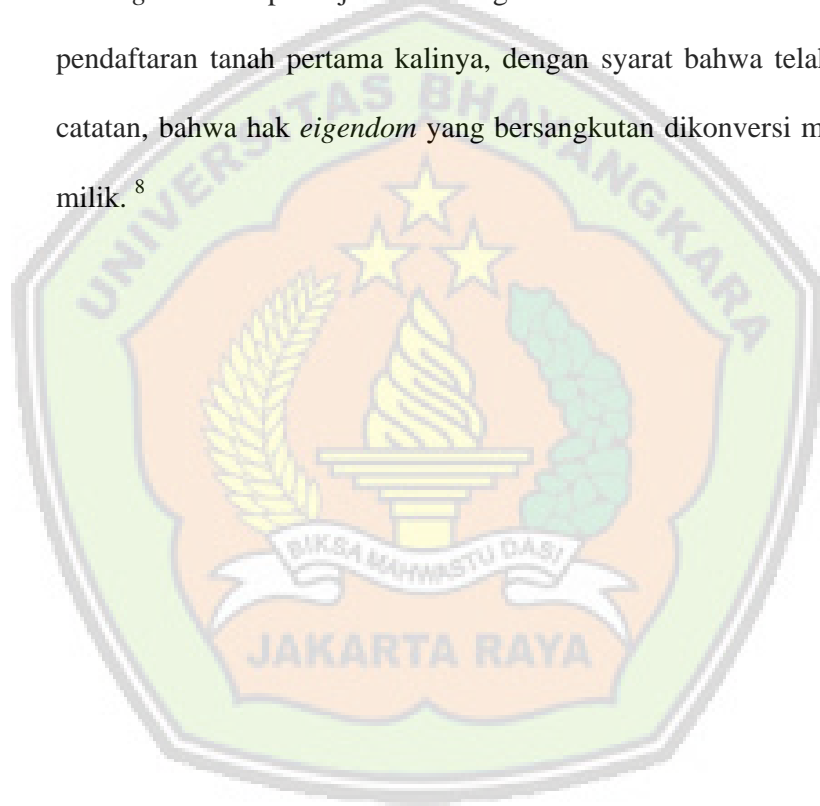 pendaftaran tanah pertama kalinya, dengan syarat bahwa
catatan, bahwa hak eigendom yang bersangkutan dikonversi
milik. 8
UNIVERSITAS BHAYANGKARA
BIKSA MAHWASTU DASI
JAKARTA RAYA